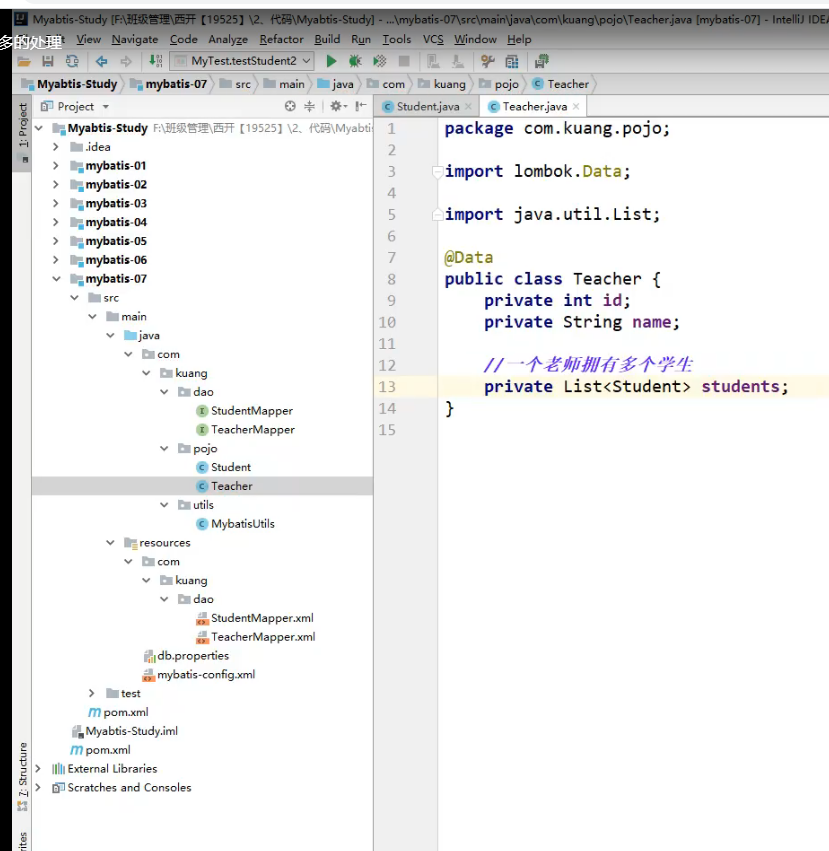 Myabtis-Study [F:\班级管理\西开【19525】\2、代码\Myabtis-Study] - ...\mybatis-07\src\main\java\com\kuang\pojo\Teacher.java [mybatis-07] - IntelliJ IDEA
多的处理
View Navigate Code Analyze Refactor Build Run Tools VCS Window Help
MyTest.testStudent2
Myabtis-Study mybatis-07 src main java com kuang pojo Teacher
Project
Student.java
Teacher.java
1: Project
Myabtis-Study F:\班级管理\西开【19525】\2、代码\Myabti
.idea
mybatis-01
mybatis-02
mybatis-03
mybatis-04
mybatis-05
mybatis-06
mybatis-07
src
main
java
com
kuang
dao
StudentMapper
TeacherMapper
pojo
Student
Teacher
utils
MybatisUtils
resources
com
kuang
dao
StudentMapper.xml
TeacherMapper.xml
db.properties
mybatis-config.xml
test
pom.xml
Myabtis-Study.iml
pom.xml
External Libraries
Scratches and Consoles
Z: Structure
rites
1 package com.kuang.pojo;
2
3 import lombok.Data;
4
5 import java.util.List;
6
7 @Data
8 public class Teacher {
9 private int id;
10 private String name;
11
12 //一个老师拥有多个学生
13 private List<Student> students;
14 }
15